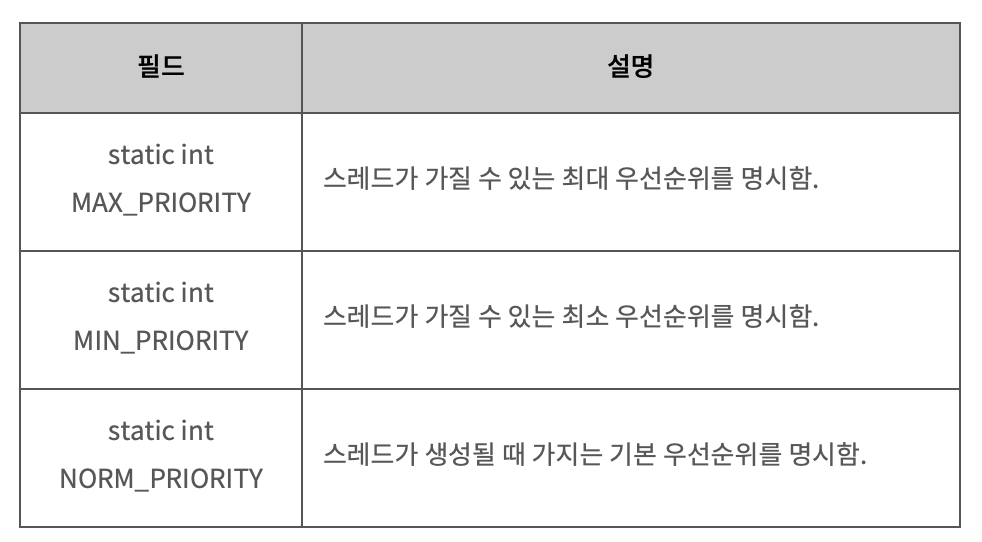 필드
설명
static int
MAX_PRIORITY
스레드가 가질 수 있는 최대 우선순위를 명시함.
static int
MIN_PRIORITY
스레드가 가질 수 있는 최소 우선순위를 명시함.
static int
NORM_PRIORITY
스레드가 생성될 때 가지는 기본 우선순위를 명시함.